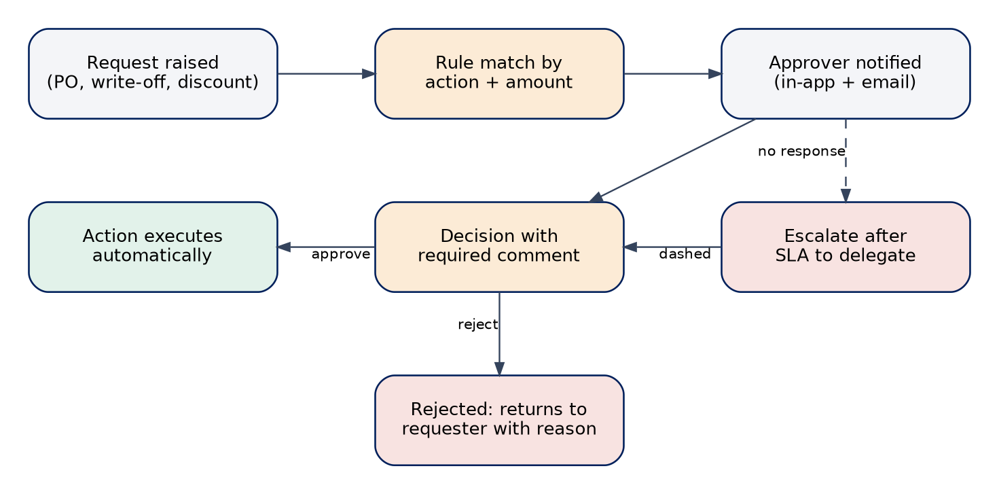 Request raised
(PO, write-off, discount)
Rule match by
action + amount
Approver notified
(in-app + email)
no response
Action executes
automatically
approve
Decision with
required comment
dashed
Escalate after
SLA to delegate
reject
Rejected: returns to
requester with reason